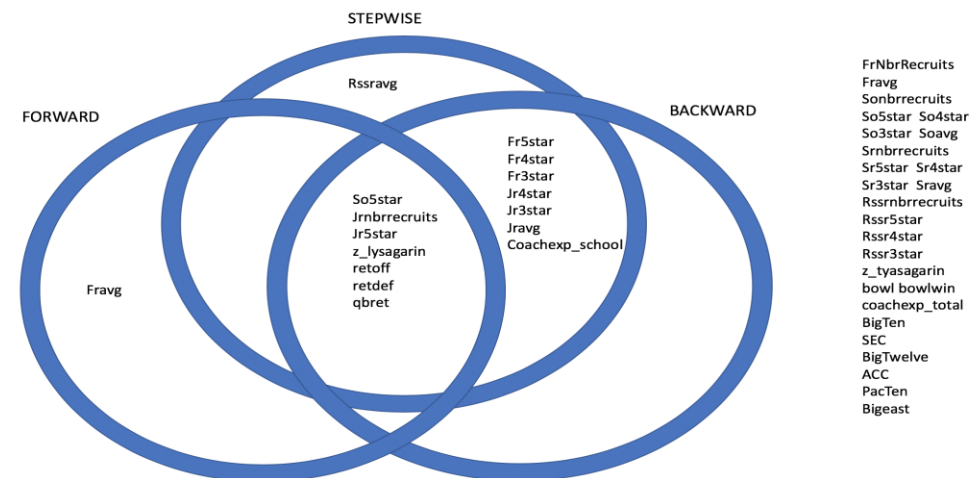 STEPWISE
FORWARD
BACKWARD
Rssravg
Fr5star
Fr4star
Fr3star
Jr4star
Jr3star
Jravg
Coachexp_school
So5star
Jrnbrrecruits
Jr5star
z_lysagarin
retoff
retdef
qbret
Fravg
FrNbrRecruits
Fravg
Sonbrrecruits
So5star So4star
So3star Soavg
Srnbrrecruits
Sr5star Sr4star
Sr3star Sravg
Rssrnbrrecruits
Rssr5star
Rssr4star
Rssr3star
z_tyasagarin
bowl bowlwin
coachexp_total
BigTen
SEC
BigTwelve
ACC
PacTen
Bigeast